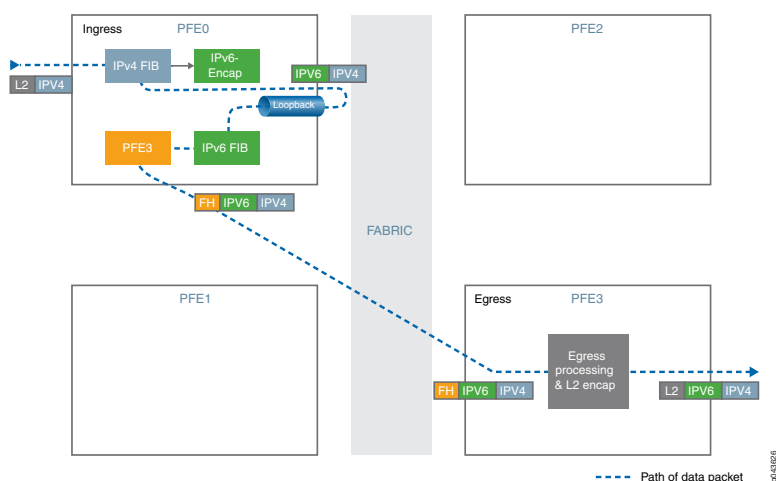 Ingress
PFE0
PFE2
IPv4 FIB
IPv6-
Encap
L2 IPV4
IPV6 IPV4
Loopback
PFE3
IPv6 FIB
FH IPV6 IPV4
FABRIC
PFE1
Egress
PFE3
Egress
processing
& L2 encap
FH IPV6 IPV4
L2 IPV6 IPV4
Path of data packet
g043626